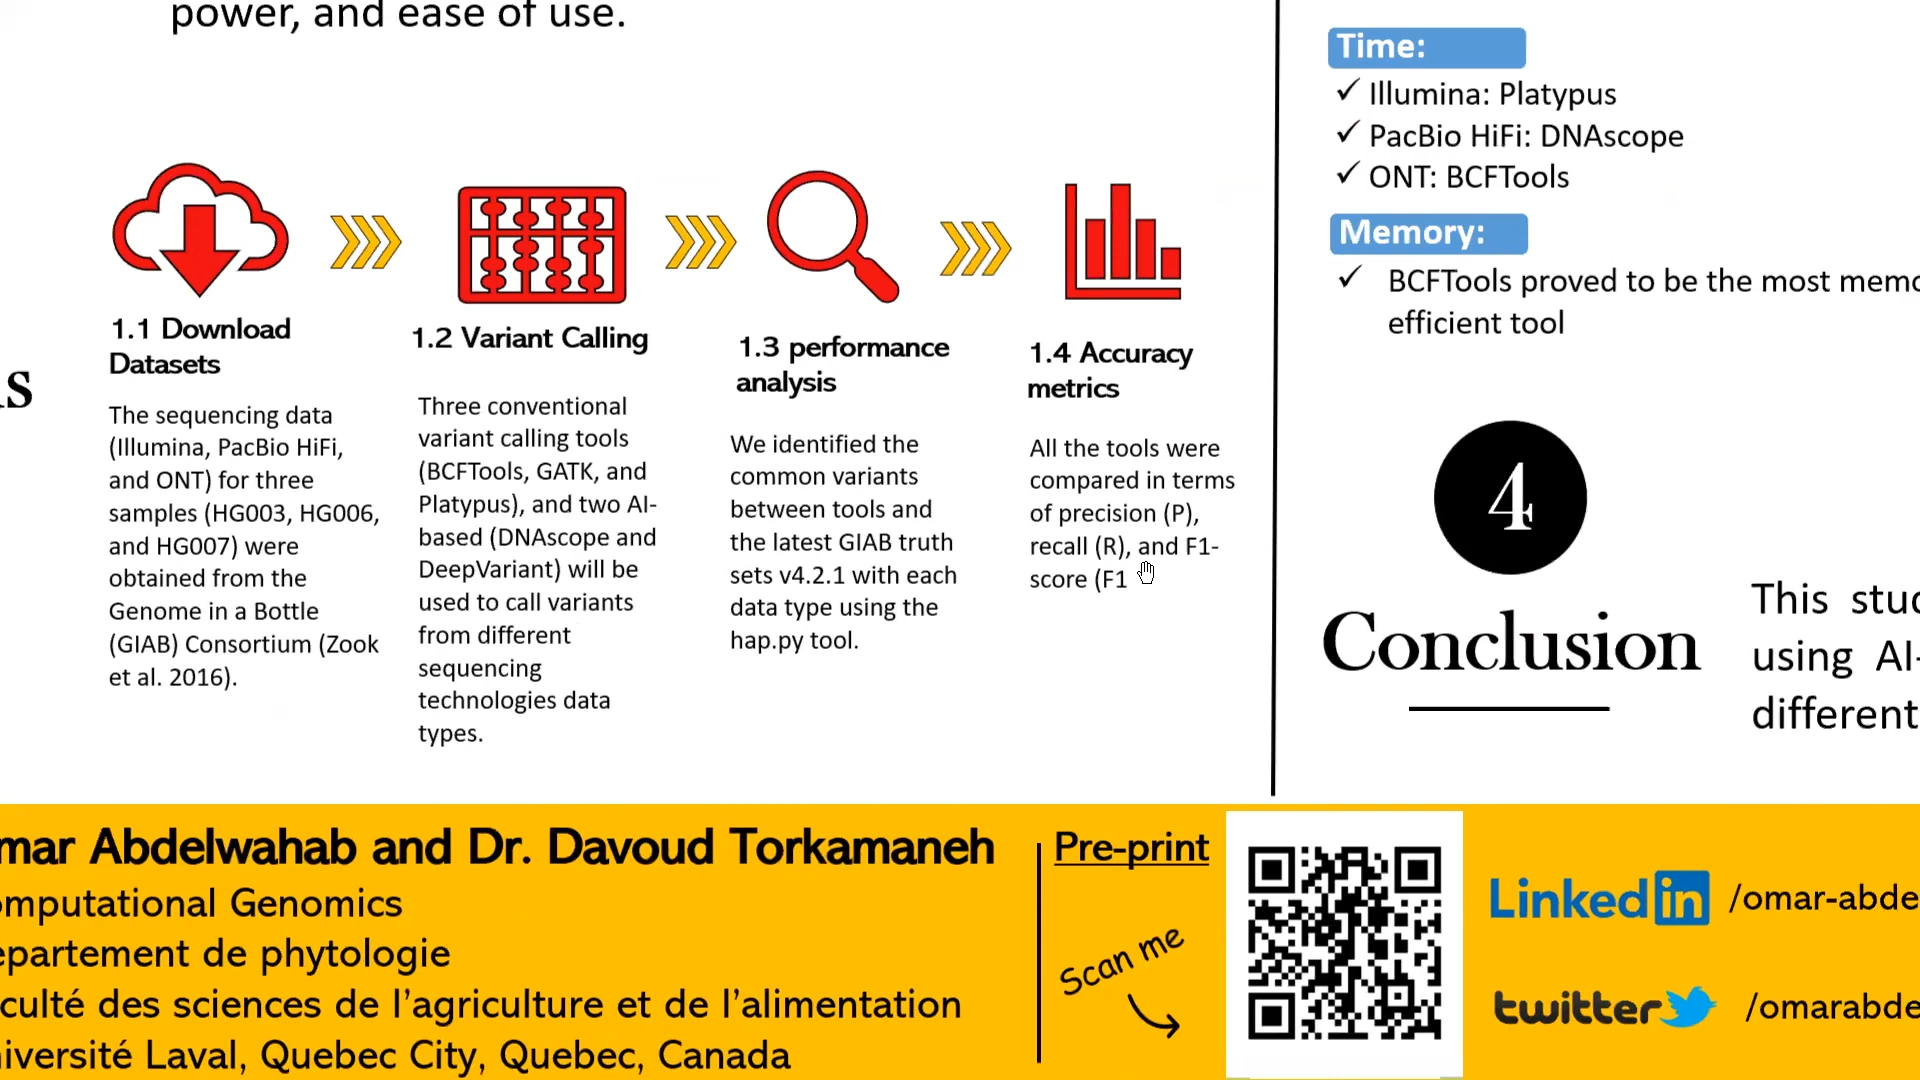 power, and ease of use.
1.1 Download
Datasets
The sequencing data
(Illumina, PacBio HiFi,
and ONT) for three
samples (HG003, HG006,
and HG007) were
obtained from the
Genome in a Bottle
(GIAB) Consortium (Zook
et al. 2016).
1.2 Variant Calling
Three conventional
variant calling tools
(BCFTools, GATK, and
Platypus), and two AI-
based (DNAscope and
DeepVariant) will be
used to call variants
from different
sequencing
technologies data
types.
1.3 performance
analysis
We identified the
common variants
between tools and
the latest GIAB truth
sets v4.2.1 with each
data type using the
hap.py tool.
1.4 Accuracy
metrics
All the tools were
compared in terms
of precision (P),
recall (R), and F1-
score (F1
Time:
✓ Illumina: Platypus
✓ PacBio HiFi: DNAscope
✓ ONT: BCFTools
Memory:
✓ BCFTools proved to be the most memo
efficient tool
4
Conclusion
This stud
using AI-
different
mar Abdelwahab and Dr. Davoud Torkamaneh
omputational Genomics
epartement de phytologie
culté des sciences de l'agriculture et de l'alimentation
niversité Laval, Quebec City, Quebec, Canada
Pre-print
Scan me
Linkedin /omar-abde
twitter /omarabde